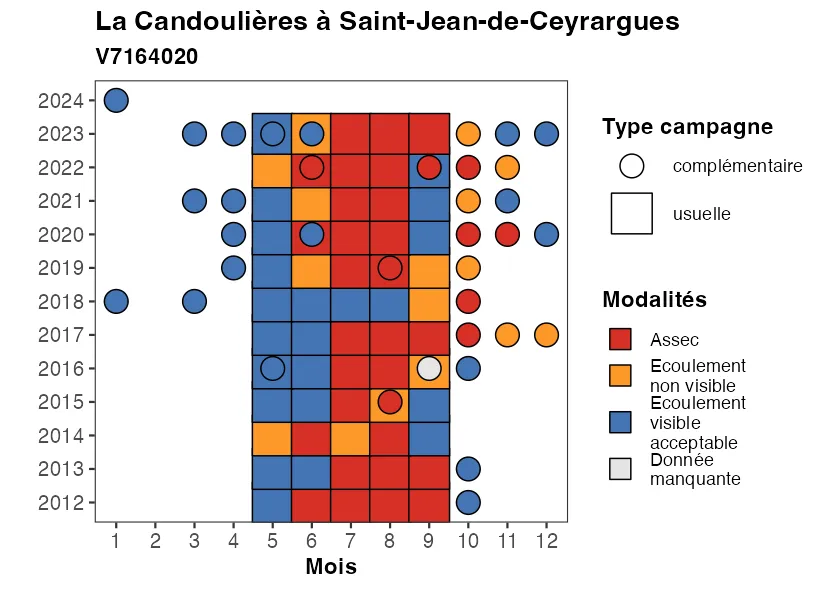 La Candoulières à Saint-Jean-de-Ceyrargues
V7164020
2024
2023
2022
2021
2020
2019
2018
2017
2016
2015
2014
2013
2012
1 2 3 4 5 6 7 8 9 10 11 12
Mois
Type campagne
complémentaire
usuelle
Modalités
Assec
Ecoulement
non visible
Ecoulement
visible
acceptable
Donnée
manquante